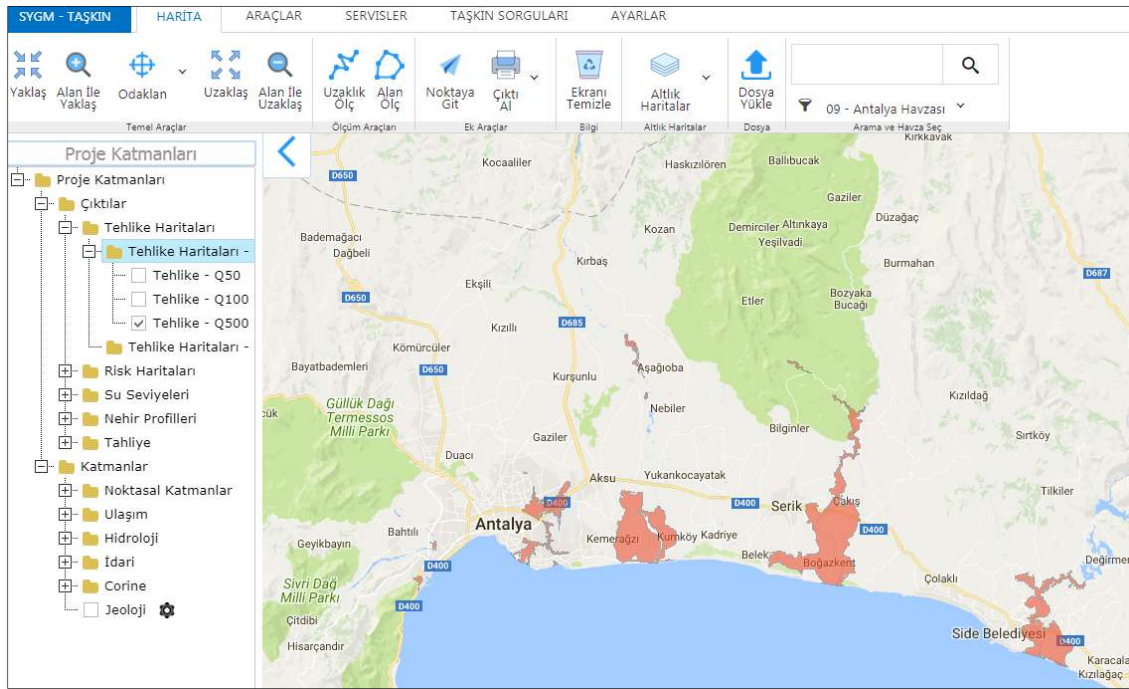 SYGM - TAŞKIN HARİTA ARAÇLAR SERVİSLER TAŞKIN SORGULARI AYARLAR
Yaklaş
Alan İle
Yaklaş
Odaklan
Uzaklaş
Alan İle
Uzaklaş
Temel Araçlar
Uzaklık
Ölç
Alan
Ölç
Ölçüm Araçları
Noktaya
Git
Çıktı
Al
Ek Araçlar
Ekranı
Temizle
Bilgi
Altlık
Haritalar
Altlık Haritalar
Dosya
Yükle
Dosya
09 - Antalya Havzası
Arama ve Havza Seç
Proje Katmanları
Proje Katmanları
Çıktılar
Tehlike Haritaları
Tehlike Haritaları -
Tehlike - Q50
Tehlike - Q100
Tehlike - Q500
Tehlike Haritaları -
Risk Haritaları
Su Seviyeleri
Nehir Profilleri
Tahliye
Katmanlar
Noktasal Katmanlar
Ulaşım
Hidroloji
İdari
Corine
Jeoloji
Kırkkavak
Kocaaliler
Haskızılören
Ballıbucak
D650
Gaziler
Düzağaç
Demirciler
Altınkaya
Yeşilvadi
Kozan
Bademağacı
Dağbeli
Kırbaş
Burmahan
D687
Ekşili
D650
Etler
Bozyaka
Bucağı
Kızıllı
D685
Kömürcüler
Bayatbademleri
D650
Aşağıoba
Kurşunlu
Kızıldağ
Güllük Dağı
Termessos
Milli Parkı
cük
Nebiler
Bilginler
Sırtköy
Gaziler
Duacı
Aksu
Yukarıkocayatak
Tilkiler
D400
D400
Serik
Çakış
Antalya
D400
Bahtılı
Geyikbayırı
Kemerağzı
Kumköy
Kadriye
D400
Belek
Boğazkent
Değirmen
Çolaklı
Sivri Dağ
Milli Parkı
D400
Çitdibi
Side Belediyesi
D400
Hisarçandır
Karacala
Kızılağaç